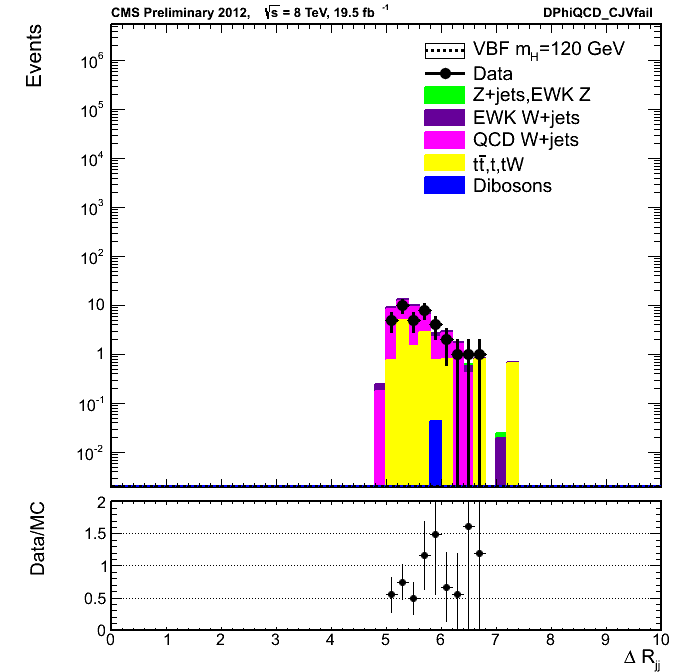 CMS Preliminary 2012, √s = 8 TeV, 19.5 fb⁻¹ DPhiQCD_CJVfail
Events
10⁶
10⁵
10⁴
10³
10²
10
1
10⁻¹
10⁻²
VBF m_H=120 GeV
Data
Z+jets,EWK Z
EWK W+jets
QCD W+jets
tt̄,t,tW
Dibosons
Data/MC
2
1.5
1
0.5
0
0 1 2 3 4 5 6 7 8 9 10
Δ R_jj